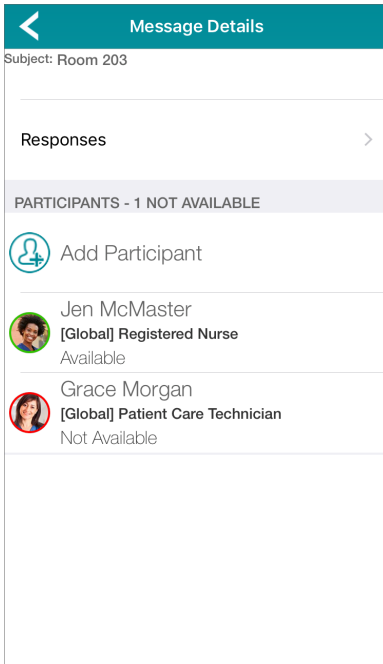 Message Details
Subject: Room 203
Responses
PARTICIPANTS - 1 NOT AVAILABLE
Add Participant
Jen McMaster
[Global] Registered Nurse
Available
Grace Morgan
[Global] Patient Care Technician
Not Available